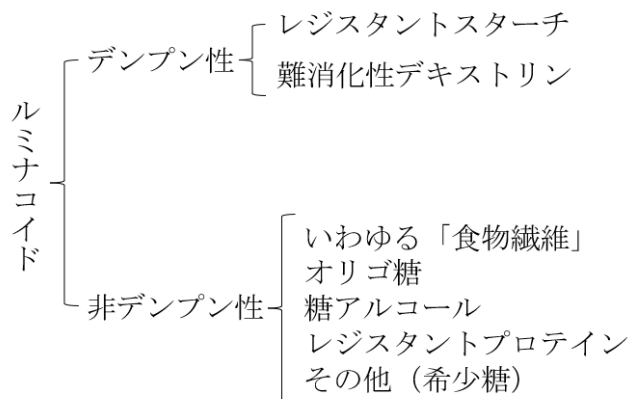 ルミナコイド
デンプン性
レジスタントスターチ
難消化性デキストリン
非デンプン性
いわゆる「食物繊維」
オリゴ糖
糖アルコール
レジスタントプロテイン
その他（希少糖）